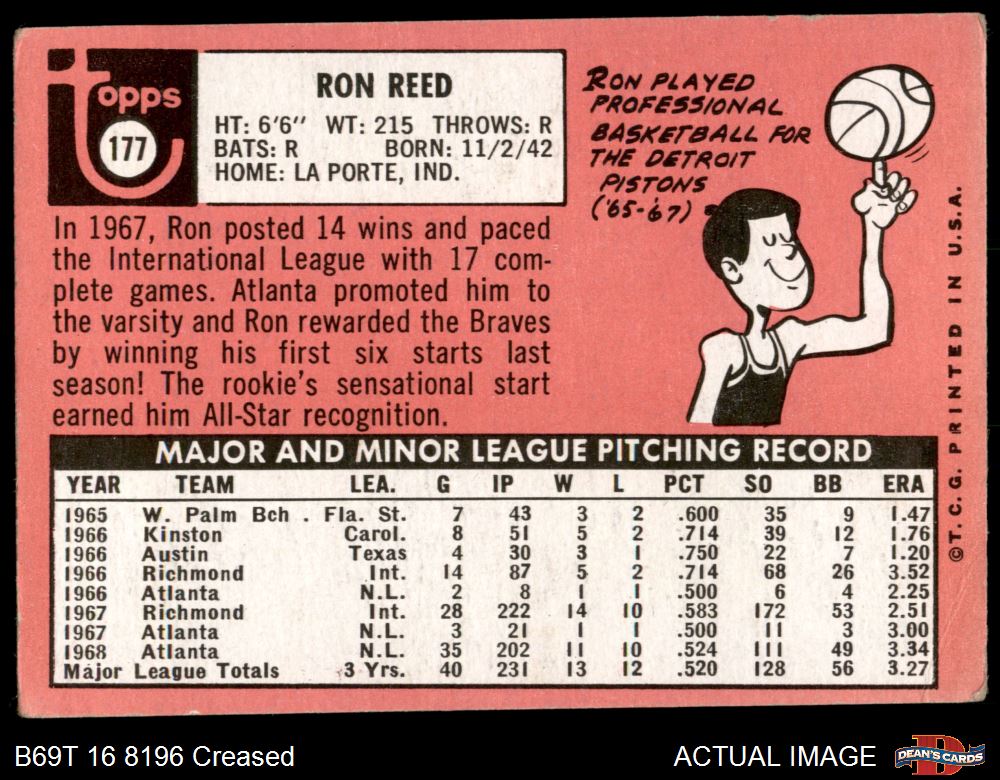 topps
177
RON REED
HT: 6'6" WT: 215 THROWS: R
BATS: R BORN: 11/2/42
HOME: LA PORTE, IND.
RON PLAYED
PROFESSIONAL
BASKETBALL FOR
THE DETROIT
PISTONS
('65-'67)
In 1967, Ron posted 14 wins and paced
the International League with 17 com-
plete games. Atlanta promoted him to
the varsity and Ron rewarded the Braves
by winning his first six starts last
season! The rookie's sensational start
earned him All-Star recognition.
MAJOR AND MINOR LEAGUE PITCHING RECORD
YEAR TEAM LEA. G IP W L PCT SO BB ERA
1965 W. Palm Bch . Fla. St. 7 43 3 2 .600 35 9 1.47
1966 Kinston Carol. 8 51 5 2 .714 39 12 1.76
1966 Austin Texas 4 30 3 1 .750 22 7 1.20
1966 Richmond Int. 14 87 5 2 .714 68 26 3.52
1966 Atlanta N.L. 2 8 1 1 .500 6 4 2.25
1967 Richmond Int. 28 222 14 10 .583 172 53 2.51
1967 Atlanta N.L. 3 21 1 1 .500 11 3 3.00
1968 Atlanta N.L. 35 202 11 10 .524 111 49 3.34
Major League Totals 3 Yrs. 40 231 13 12 .520 128 56 3.27
©T.C.G. PRINTED IN U.S.A.
B69T 16 8196 Creased
ACTUAL IMAGE
DEAN'S CARDS